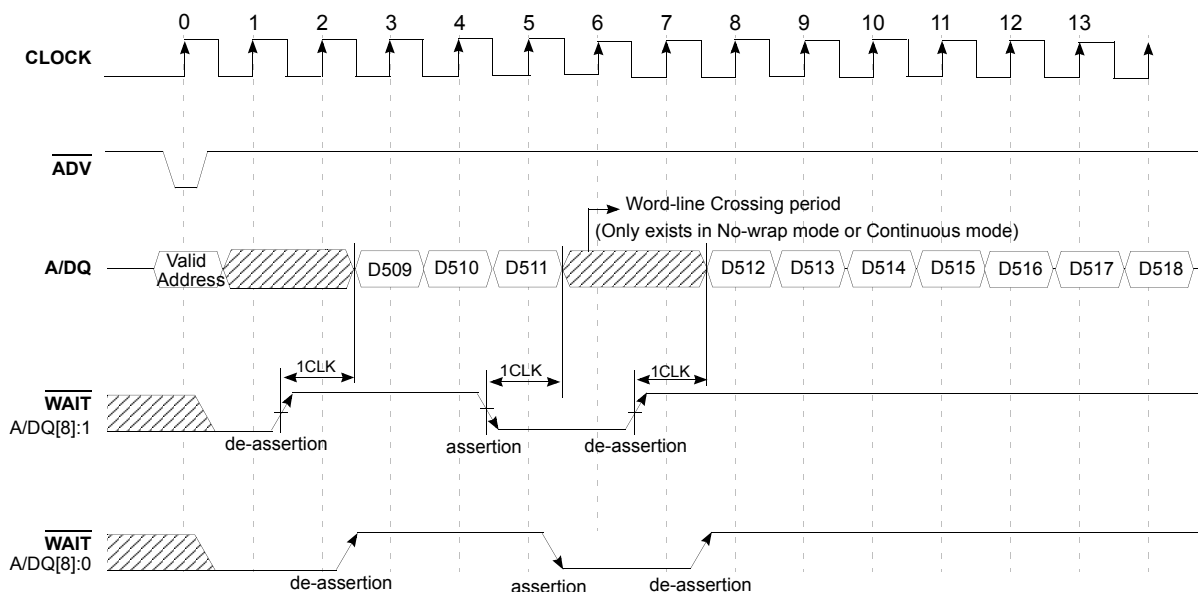 0 1 2 3 4 5 6 7 8 9 10 11 12 13
CLOCK
ADV
Word-line Crossing period
(Only exists in No-wrap mode or Continuous mode)
A/DQ
Valid
Address
D509 D510 D511 D512 D513 D514 D515 D516 D517 D518
1CLK 1CLK 1CLK
WAIT
A/DQ[8]:1
de-assertion assertion de-assertion
WAIT
A/DQ[8]:0
de-assertion assertion de-assertion